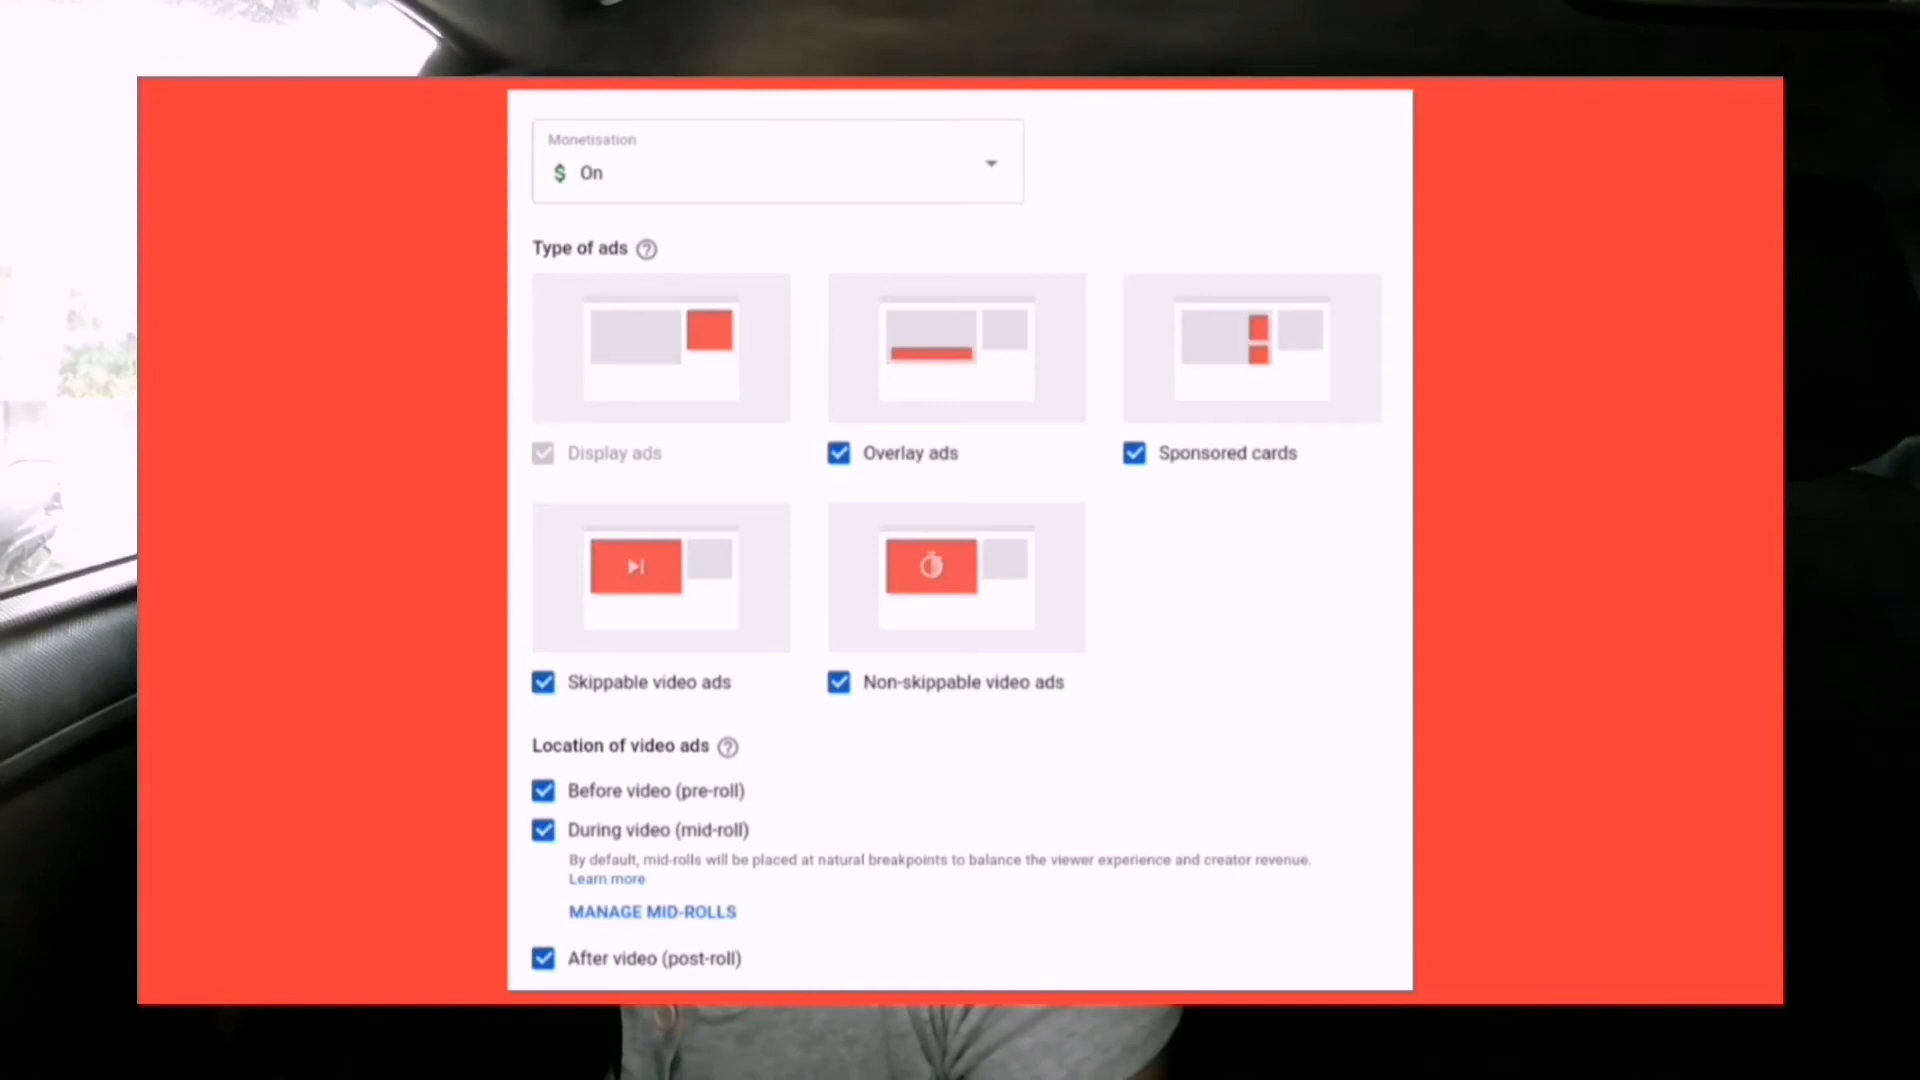 Monetisation
$ On
Type of ads
Display ads
Overlay ads
Sponsored cards
Skippable video ads
Non-skippable video ads
Location of video ads
Before video (pre-roll)
During video (mid-roll)
By default, mid-rolls will be placed at natural breakpoints to balance the viewer experience and creator revenue.
Learn more
MANAGE MID-ROLLS
After video (post-roll)